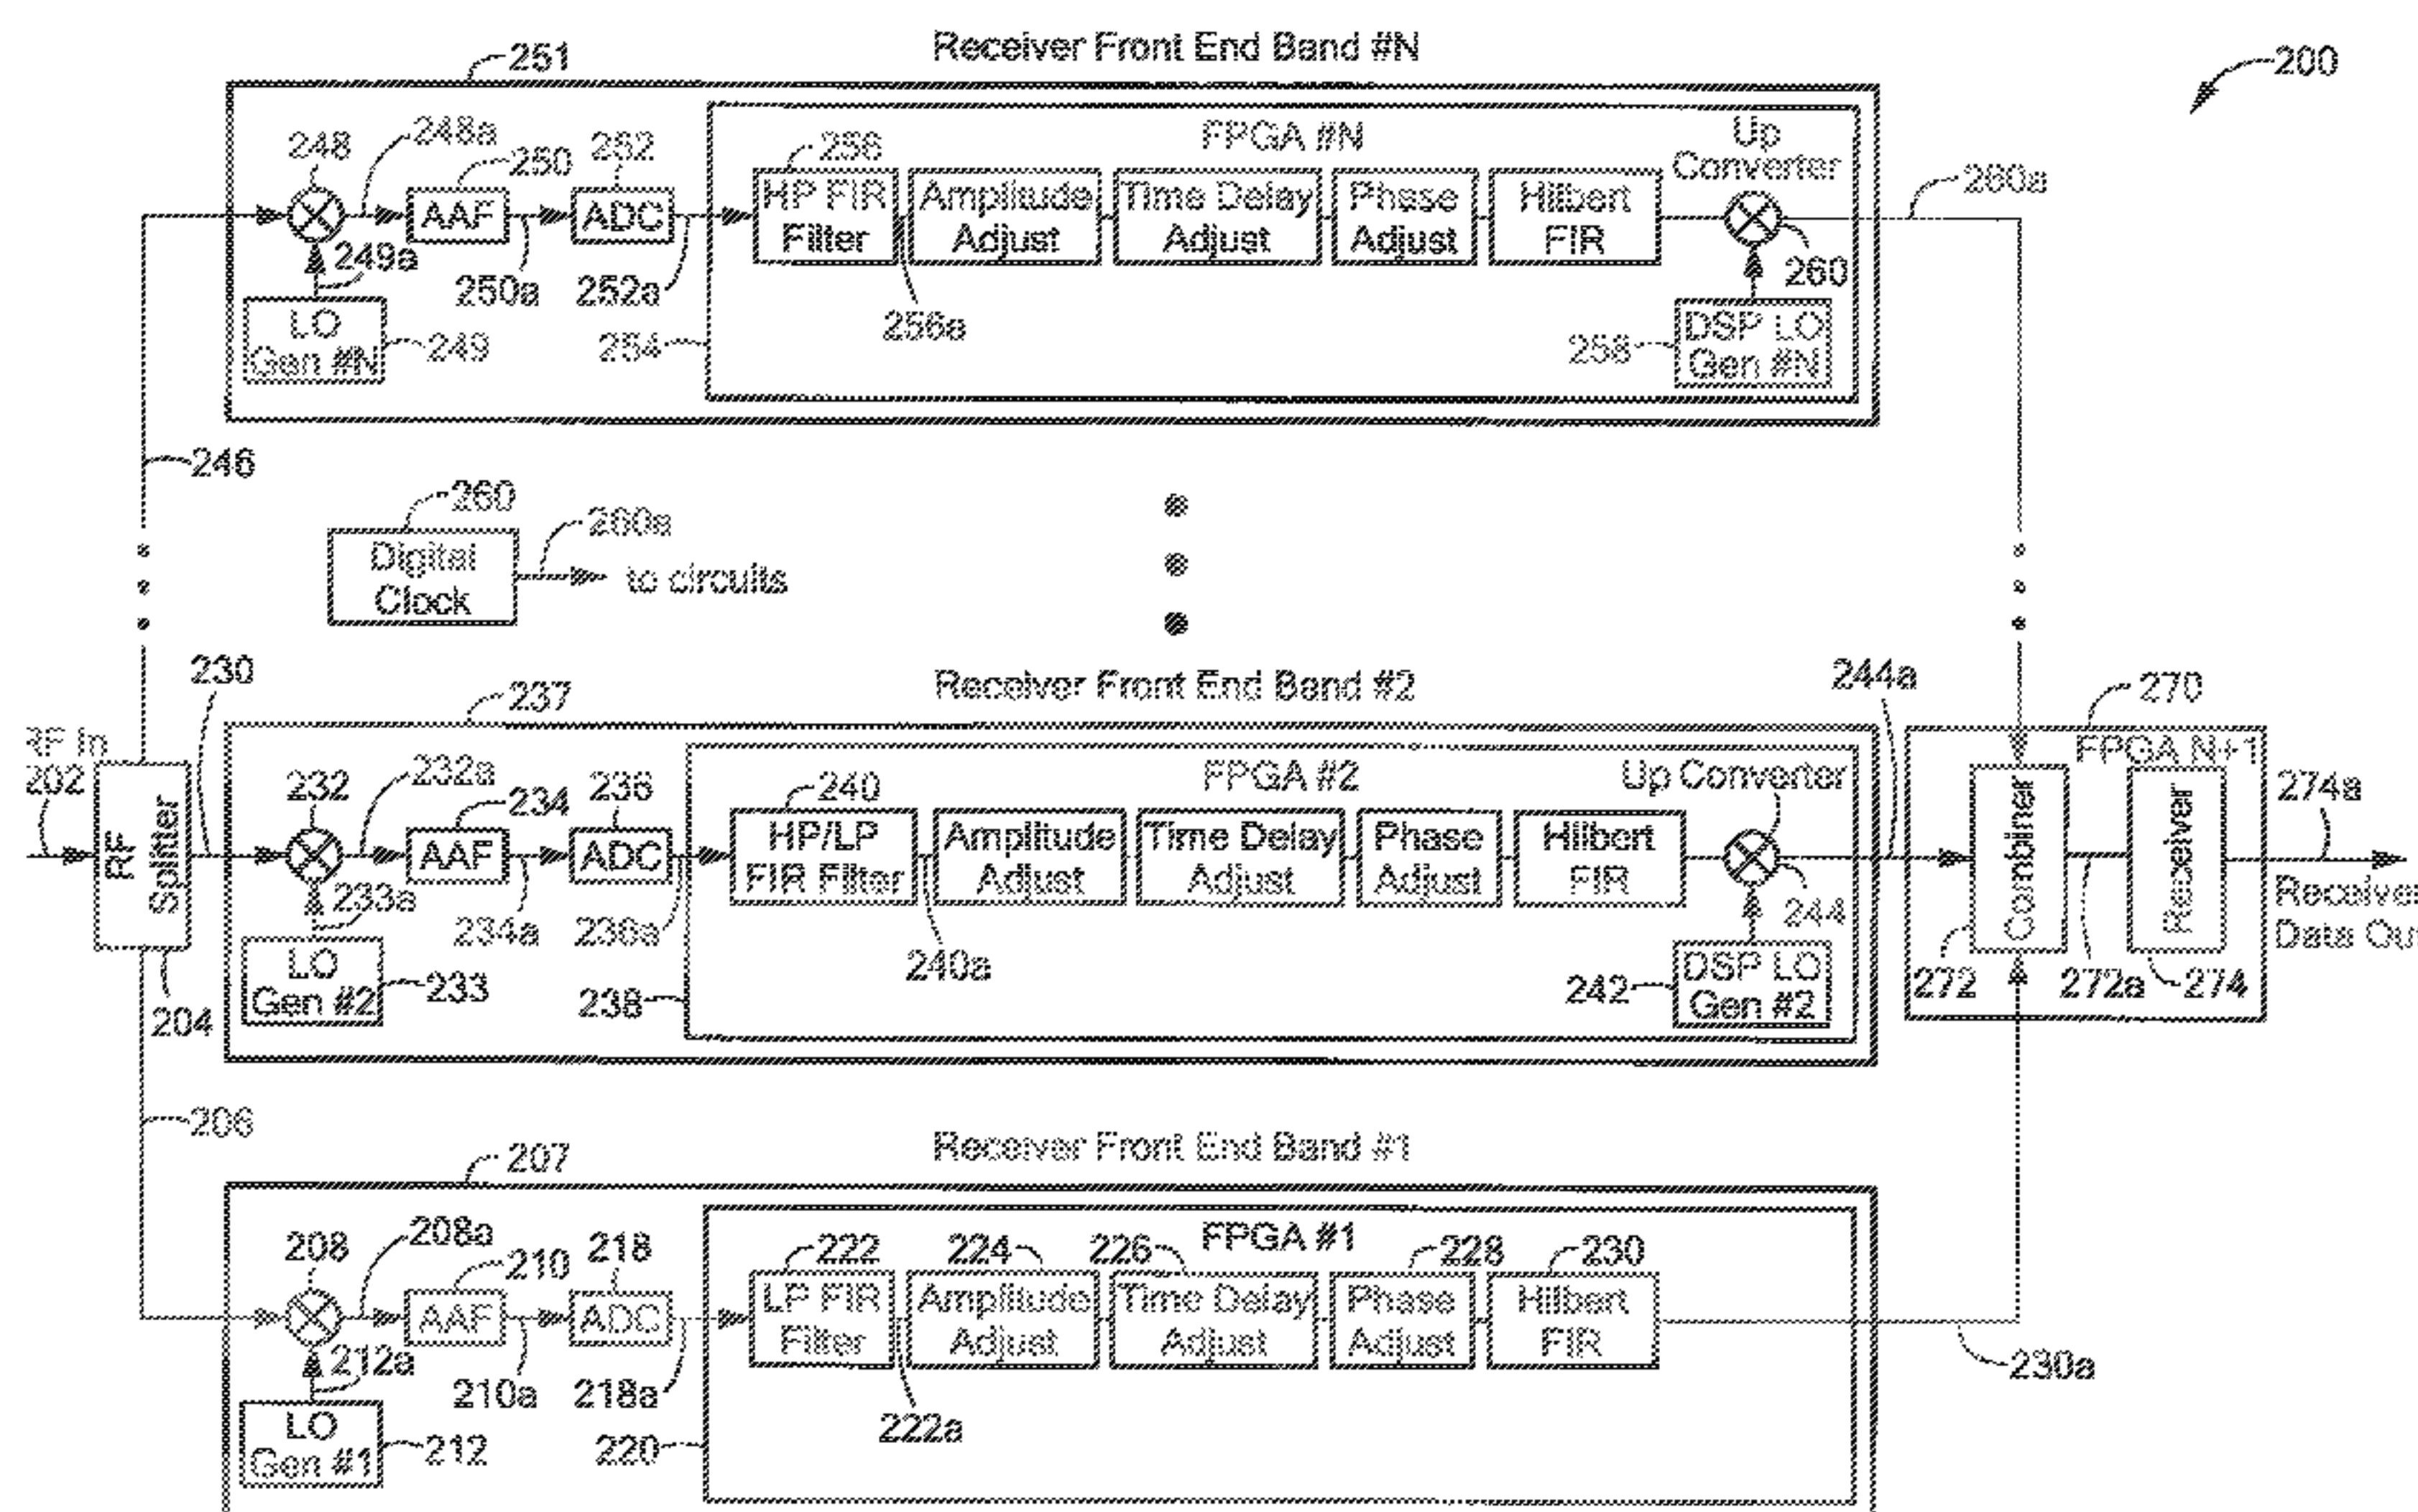 Receiver Front End Band #N
251
200
FPGA #N
Up
Converter
248
248a
250
252
256
HP FIR
Filter
Amplitude
Adjust
Time Delay
Adjust
Phase
Adjust
Hilbert
FIR
260a
AAF
ADC
249a
250a
252a
256a
260
LO
Gen #N
249
254
258
DSP LO
Gen #N
246
260
260a
Digital
Clock
to circuits
Receiver Front End Band #2
230
237
244a
270
RF In
202
RF
Splitter
204
232
232a
234
236
240
FPGA #2
Up Converter
FPGA N+1
AAF
ADC
HP/LP
FIR Filter
Amplitude
Adjust
Time Delay
Adjust
Phase
Adjust
Hilbert
FIR
Combiner
Receiver
274a
Receiver
Data Out
233a
234a
236a
240a
244
LO
Gen #2
233
238
242
DSP LO
Gen #2
272
272a
274
206
Receiver Front End Band #1
207
FPGA #1
208
208a
210
218
222
224
226
228
230
AAF
ADC
LP FIR
Filter
Amplitude
Adjust
Time Delay
Adjust
Phase
Adjust
Hilbert
FIR
212a
210a
218a
222a
230a
LO
Gen #1
212
220